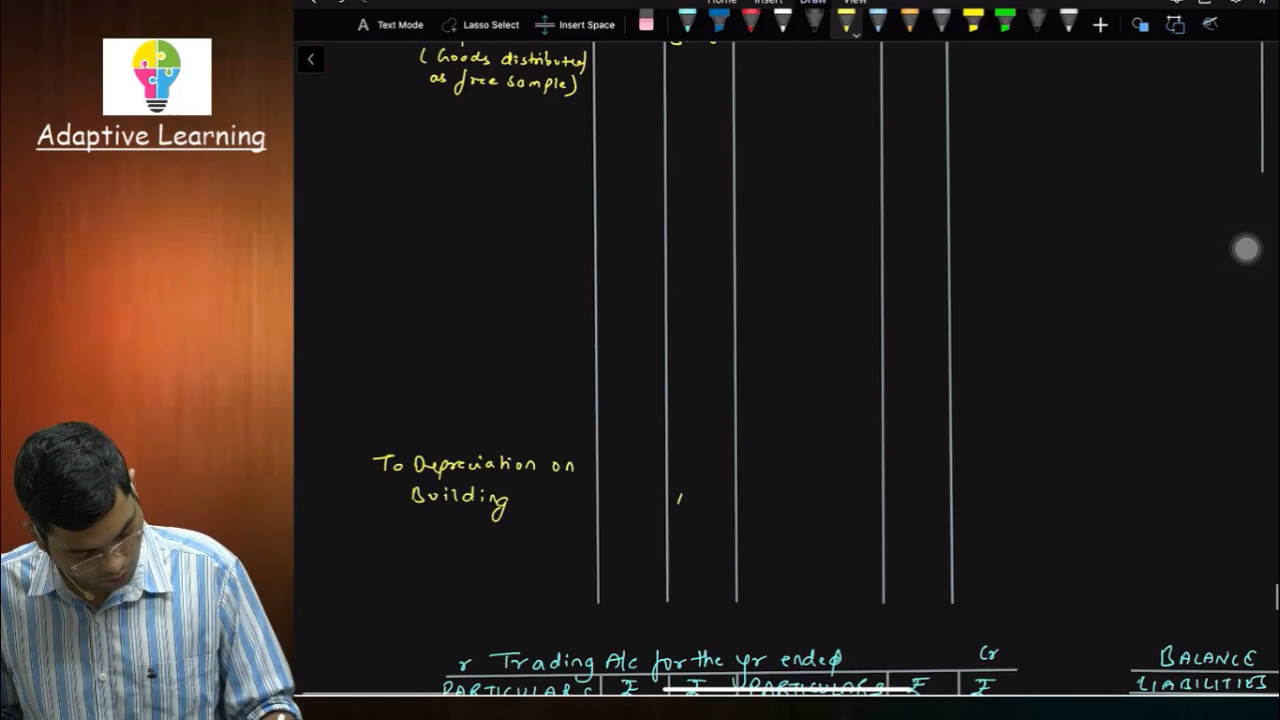 Text Mode
Lasso Select
Insert Space
Adaptive Learning
(Goods distributed
as free sample)
To Depreciation on
Building
r Trading A/c for the yr ended
Cr
PARTICULARS ₹ ₹ PARTICULARS ₹ ₹
BALANCE
LIABILITIES